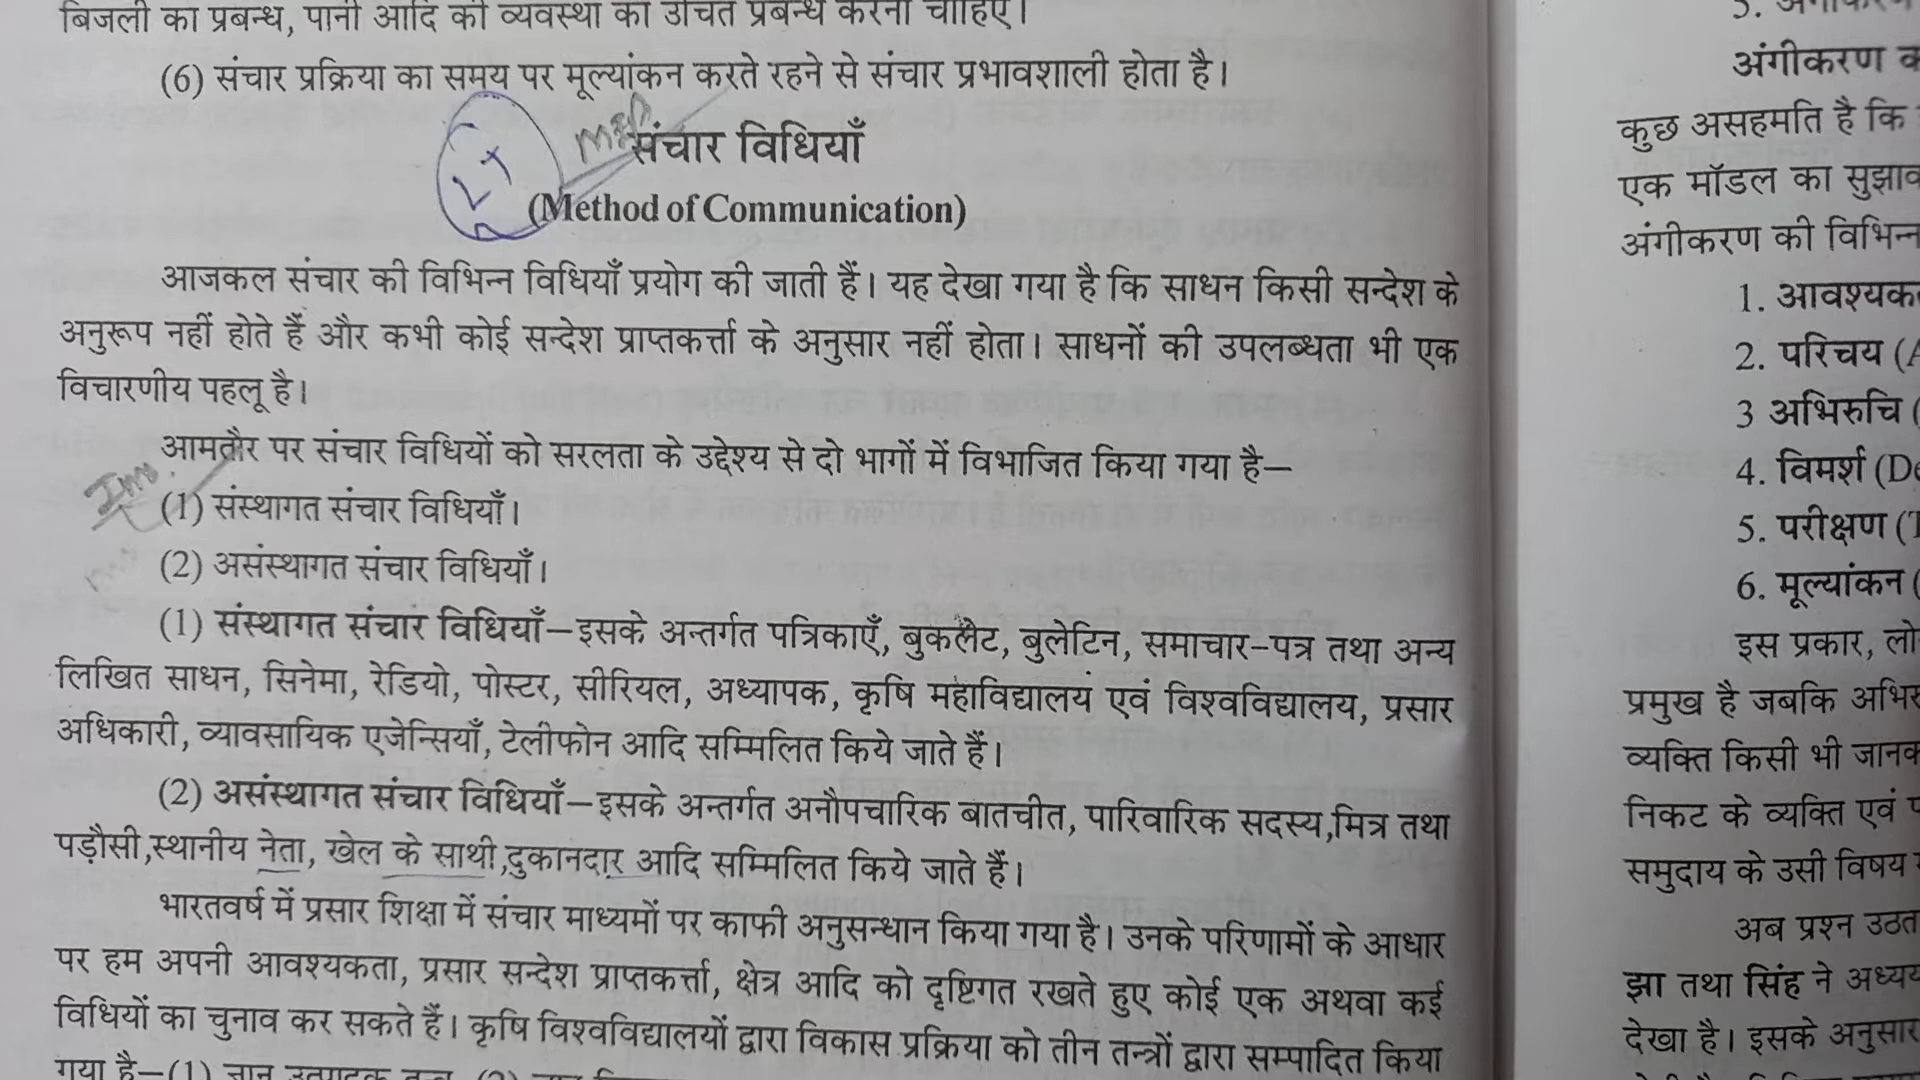 बिजली का प्रबन्ध, पानी आदि की व्यवस्था का उचित प्रबन्ध करना चाहिए।
(6) संचार प्रक्रिया का समय पर मूल्यांकन करते रहने से संचार प्रभावशाली होता है।
संचार विधियाँ
(Method of Communication)
आजकल संचार की विभिन्न विधियाँ प्रयोग की जाती हैं। यह देखा गया है कि साधन किसी सन्देश के
अनुरूप नहीं होते हैं और कभी कोई सन्देश प्राप्तकर्त्ता के अनुसार नहीं होता। साधनों की उपलब्धता भी एक
विचारणीय पहलू है।
आमतौर पर संचार विधियों को सरलता के उद्देश्य से दो भागों में विभाजित किया गया है—
Imp.
(1) संस्थागत संचार विधियाँ।
(2) असंस्थागत संचार विधियाँ।
(1) संस्थागत संचार विधियाँ—इसके अन्तर्गत पत्रिकाएँ, बुकलैट, बुलेटिन, समाचार-पत्र तथा अन्य
लिखित साधन, सिनेमा, रेडियो, पोस्टर, सीरियल, अध्यापक, कृषि महाविद्यालय एवं विश्वविद्यालय, प्रसार
अधिकारी, व्यावसायिक एजेन्सियाँ, टेलीफोन आदि सम्मिलित किये जाते हैं।
(2) असंस्थागत संचार विधियाँ—इसके अन्तर्गत अनौपचारिक बातचीत, पारिवारिक सदस्य,मित्र तथा
पड़ौसी,स्थानीय नेता, खेल के साथी,दुकानदार आदि सम्मिलित किये जाते हैं।
भारतवर्ष में प्रसार शिक्षा में संचार माध्यमों पर काफी अनुसन्धान किया गया है। उनके परिणामों के आधार
पर हम अपनी आवश्यकता, प्रसार सन्देश प्राप्तकर्त्ता, क्षेत्र आदि को दृष्टिगत रखते हुए कोई एक अथवा कई
विधियों का चुनाव कर सकते हैं। कृषि विश्वविद्यालयों द्वारा विकास प्रक्रिया को तीन तन्त्रों द्वारा सम्पादित किया
गया है—(1)
अंगीकरण
कुछ असहमति है कि
एक मॉडल का सुझाव
अंगीकरण की विभिन्न
1.
2. परिचय (
3 अभिरुचि (
4. विमर्श (
5. परीक्षण (
6. मूल्यांकन (
इस प्रकार,
प्रमुख है जबकि
व्यक्ति किसी भी
निकट के व्यक्ति एवं
समुदाय के उसी विषय
अब प्रश्न
झा तथा सिंह ने
देखा है। इसके अनुसार